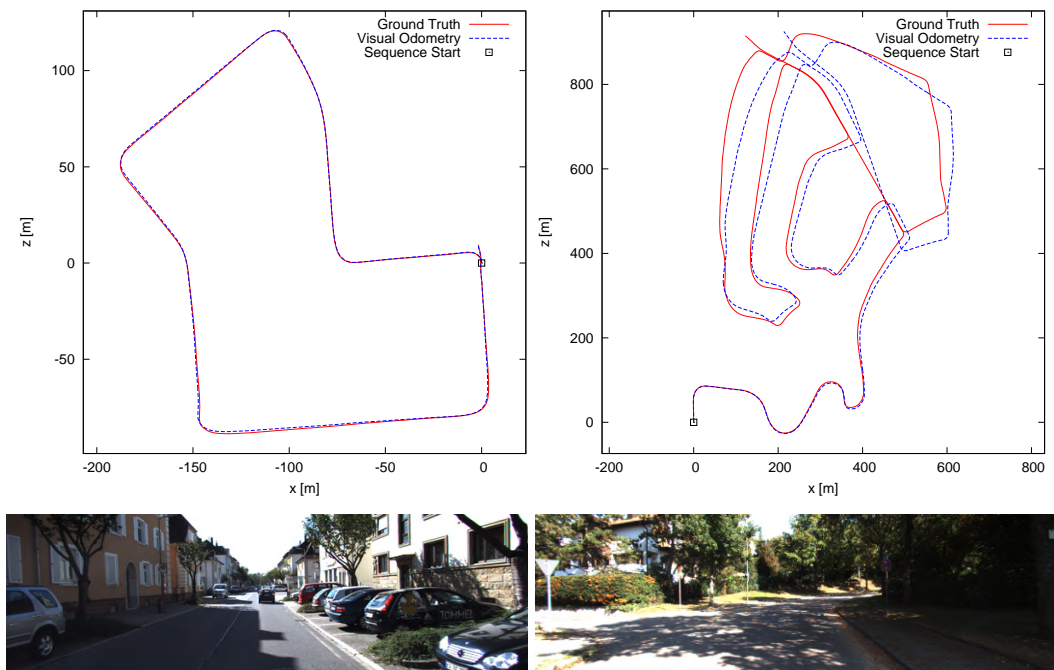 Ground Truth
Visual Odometry
Sequence Start
100
50
0
-50
-200
-150
-100
-50
0
z [m]
x [m]
Ground Truth
Visual Odometry
Sequence Start
800
600
400
200
0
-200
0
200
400
600
800
z [m]
x [m]
TOMMEL